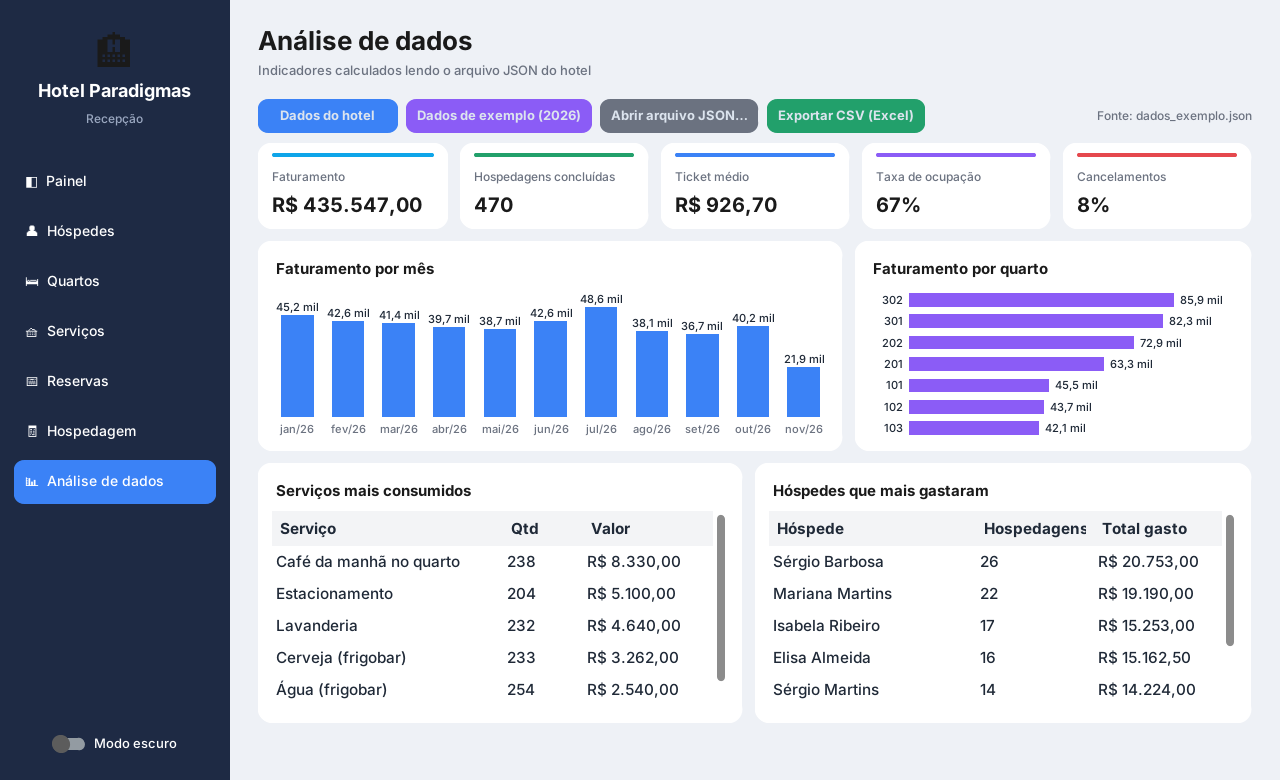 Hotel Paradigmas
Recepção
Painel
Hóspedes
Quartos
Serviços
Reservas
Hospedagem
Análise de dados
Modo escuro
Análise de dados
Indicadores calculados lendo o arquivo JSON do hotel
Dados do hotel
Dados de exemplo (2026)
Abrir arquivo JSON...
Exportar CSV (Excel)
Fonte: dados_exemplo.json
Faturamento
R$ 435.547,00
Hospedagens concluídas
470
Ticket médio
R$ 926,70
Taxa de ocupação
67%
Cancelamentos
8%
Faturamento por mês
45,2 mil 42,6 mil 41,4 mil 39,7 mil 38,7 mil 42,6 mil 48,6 mil 38,1 mil 36,7 mil 40,2 mil 21,9 mil
jan/26 fev/26 mar/26 abr/26 mai/26 jun/26 jul/26 ago/26 set/26 out/26 nov/26
Faturamento por quarto
302 85,9 mil
301 82,3 mil
202 72,9 mil
201 63,3 mil
101 45,5 mil
102 43,7 mil
103 42,1 mil
Serviços mais consumidos
Serviço Qtd Valor
Café da manhã no quarto 238 R$ 8.330,00
Estacionamento 204 R$ 5.100,00
Lavanderia 232 R$ 4.640,00
Cerveja (frigobar) 233 R$ 3.262,00
Água (frigobar) 254 R$ 2.540,00
Hóspedes que mais gastaram
Hóspede Hospedagens Total gasto
Sérgio Barbosa 26 R$ 20.753,00
Mariana Martins 22 R$ 19.190,00
Isabela Ribeiro 17 R$ 15.253,00
Elisa Almeida 16 R$ 15.162,50
Sérgio Martins 14 R$ 14.224,00